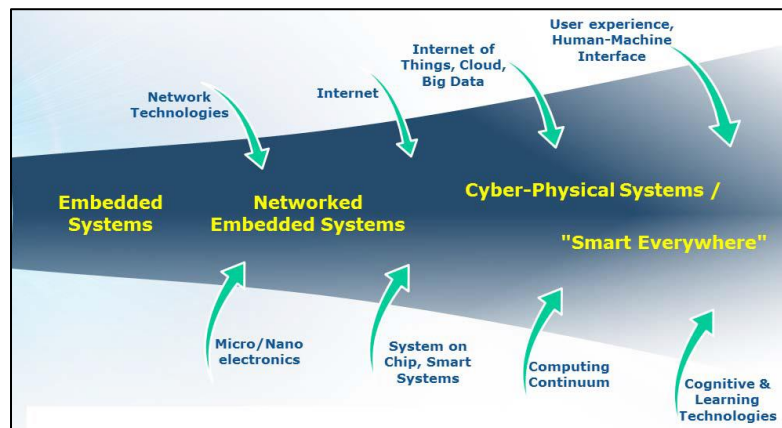 User experience,
Human-Machine
Interface
Internet of
Things, Cloud,
Big Data
Internet
Network
Technologies
Embedded
Systems
Networked
Embedded Systems
Cyber-Physical Systems /
"Smart Everywhere"
Micro/Nano
electronics
System on
Chip, Smart
Systems
Computing
Continuum
Cognitive &
Learning
Technologies